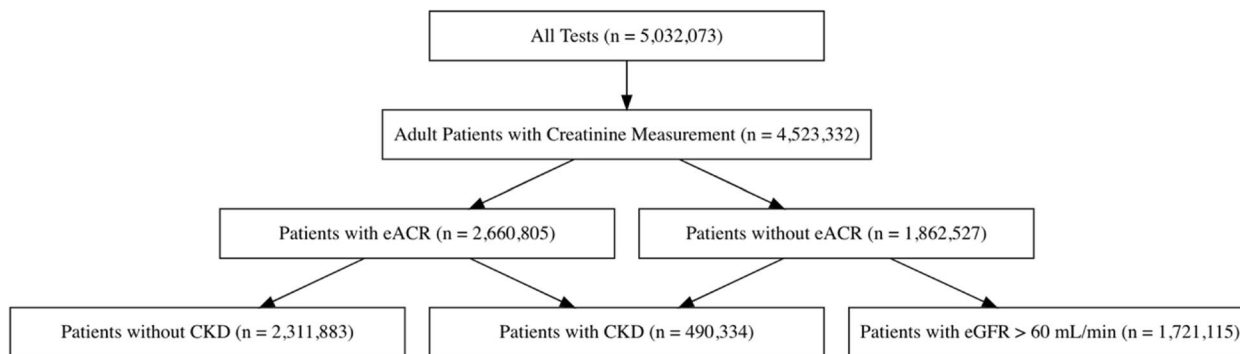 All Tests (n = 5,032,073)
Adult Patients with Creatinine Measurement (n = 4,523,332)
Patients with eACR (n = 2,660,805)
Patients without eACR (n = 1,862,527)
Patients without CKD (n = 2,311,883)
Patients with CKD (n = 490,334)
Patients with eGFR > 60 mL/min (n = 1,721,115)